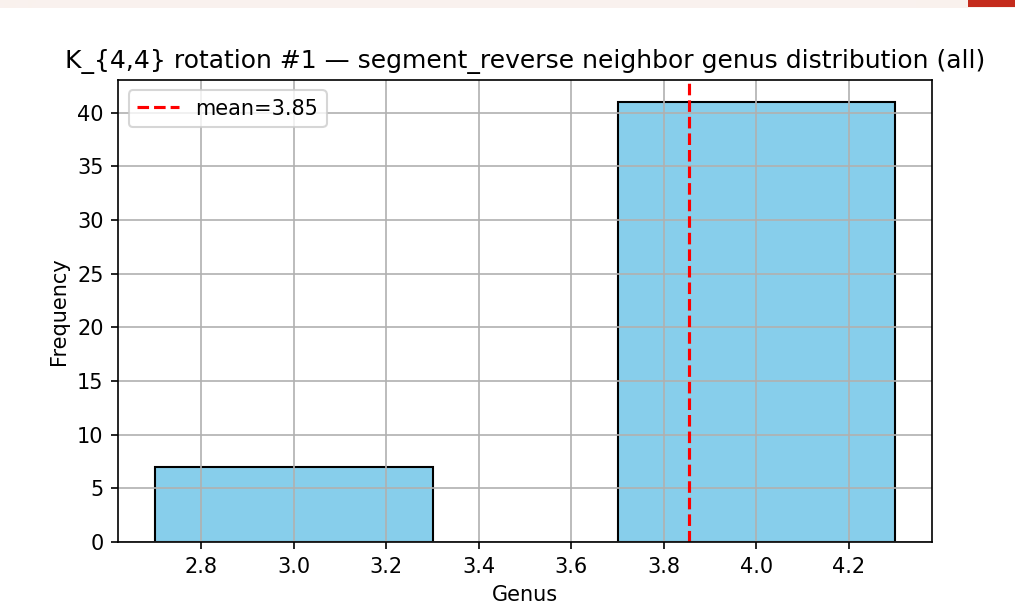 K_{4,4} rotation #1 — segment_reverse neighbor genus distribution (all)
mean=3.85
Frequency
40
35
30
25
20
15
10
5
0
2.8 3.0 3.2 3.4 3.6 3.8 4.0 4.2
Genus